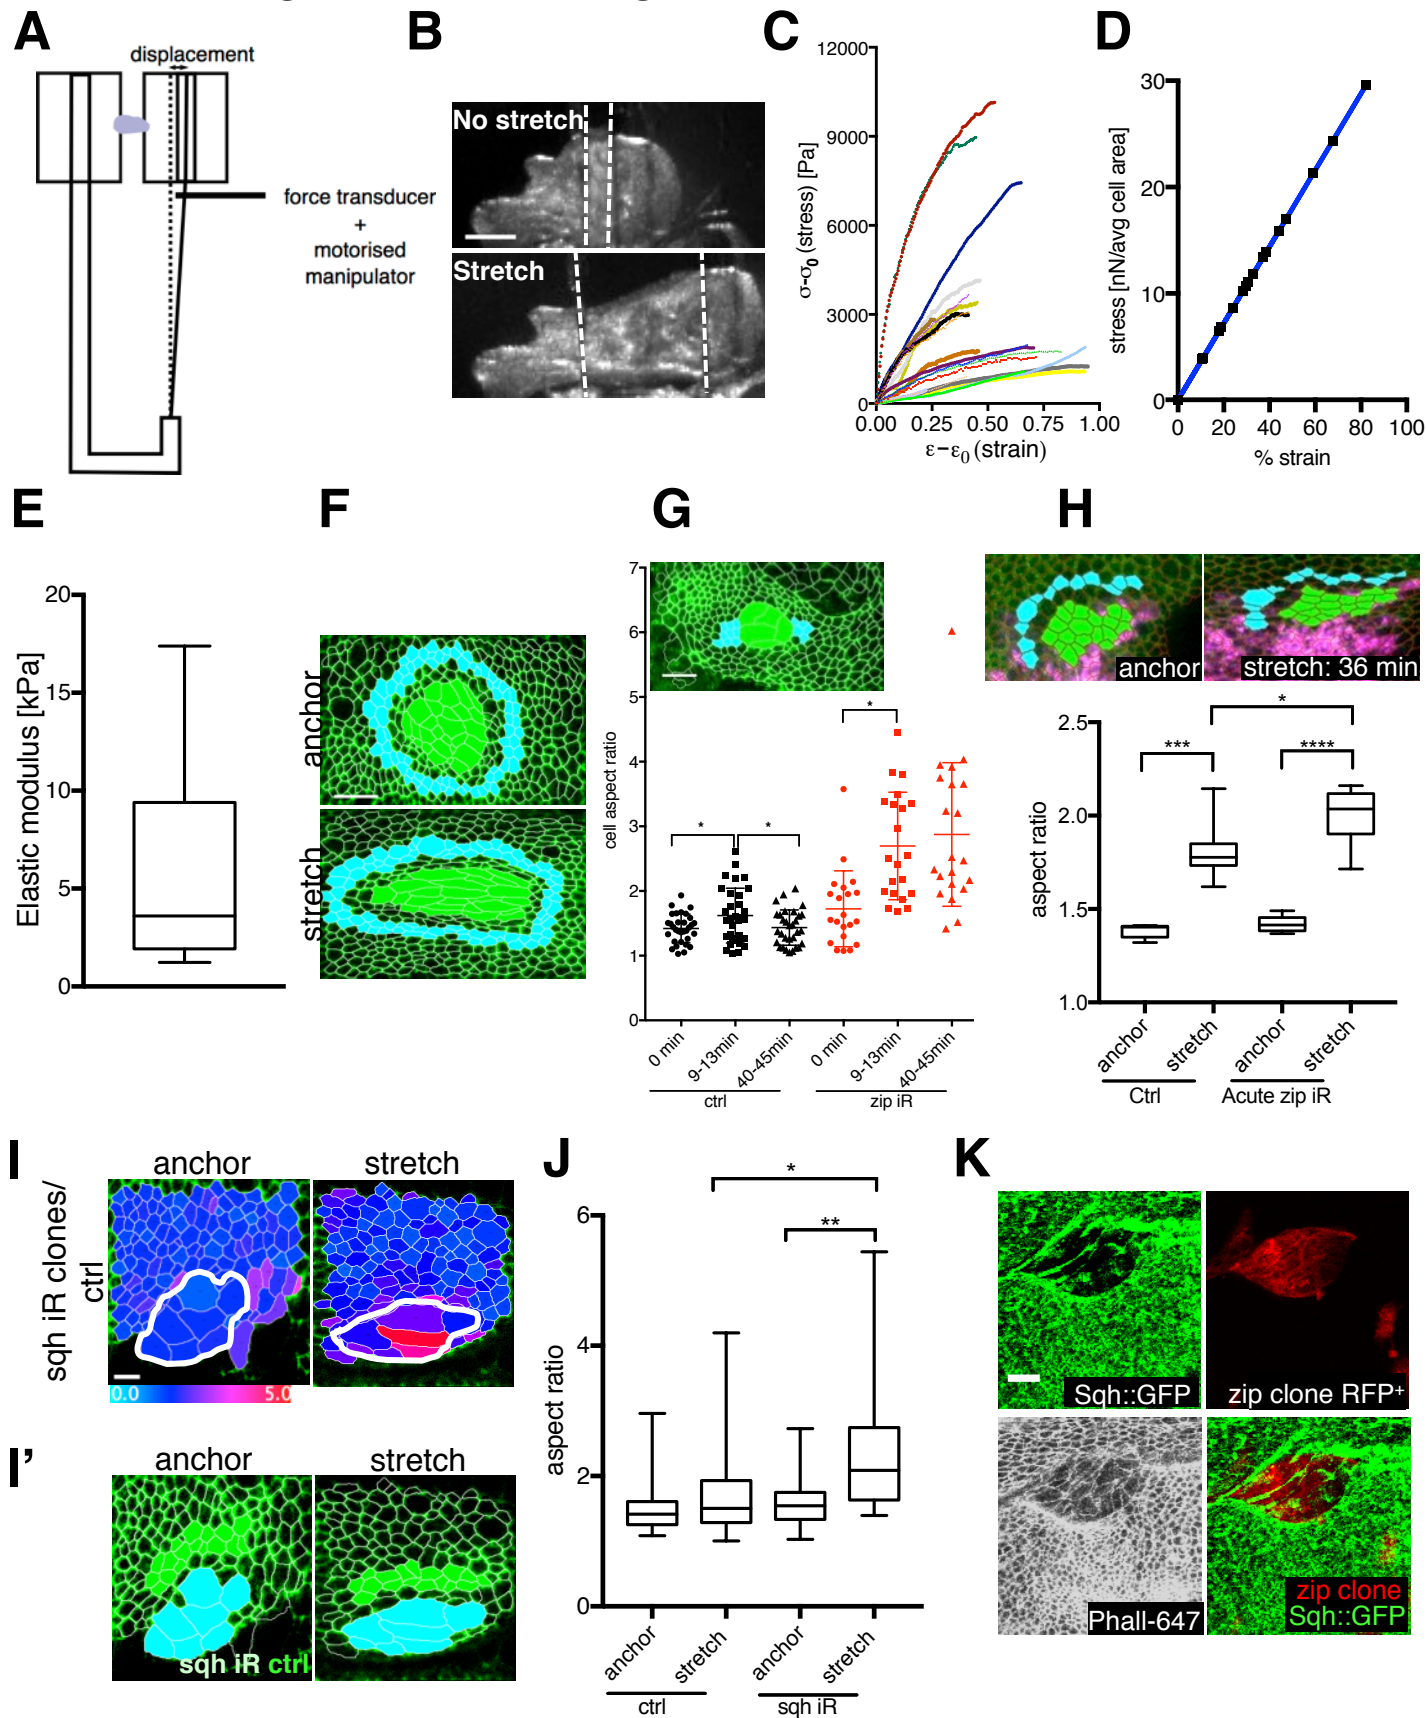 A
displacement
force transducer
+
motorised
manipulator
B
No stretch
Stretch
C
12000
9000
6000
3000
0
σ-σ₀ (stress) [Pa]
0.00 0.25 0.50 0.75 1.00
ε-ε₀ (strain)
D
30
20
10
0
stress [nN/avg cell area]
0 20 40 60 80 100
% strain
E
20
15
10
5
0
Elastic modulus [kPa]
F
anchor
stretch
G
7
6
5
4
3
2
1
0
cell aspect ratio
*
*
*
0 min
9-13min
40-45min
0 min
9-13min
40-45min
ctrl
zip iR
H
anchor
stretch: 36 min
2.5
2.0
1.5
1.0
aspect ratio
*
***
****
anchor
stretch
anchor
stretch
Ctrl
Acute zip iR
I
anchor
stretch
sqh iR clones/
ctrl
0.0
5.0
I'
anchor
stretch
sqh iR ctrl
J
6
4
2
0
aspect ratio
*
**
anchor
stretch
anchor
stretch
ctrl
sqh iR
K
Sqh::GFP
zip clone RFP⁺
Phall-647
zip clone
Sqh::GFP